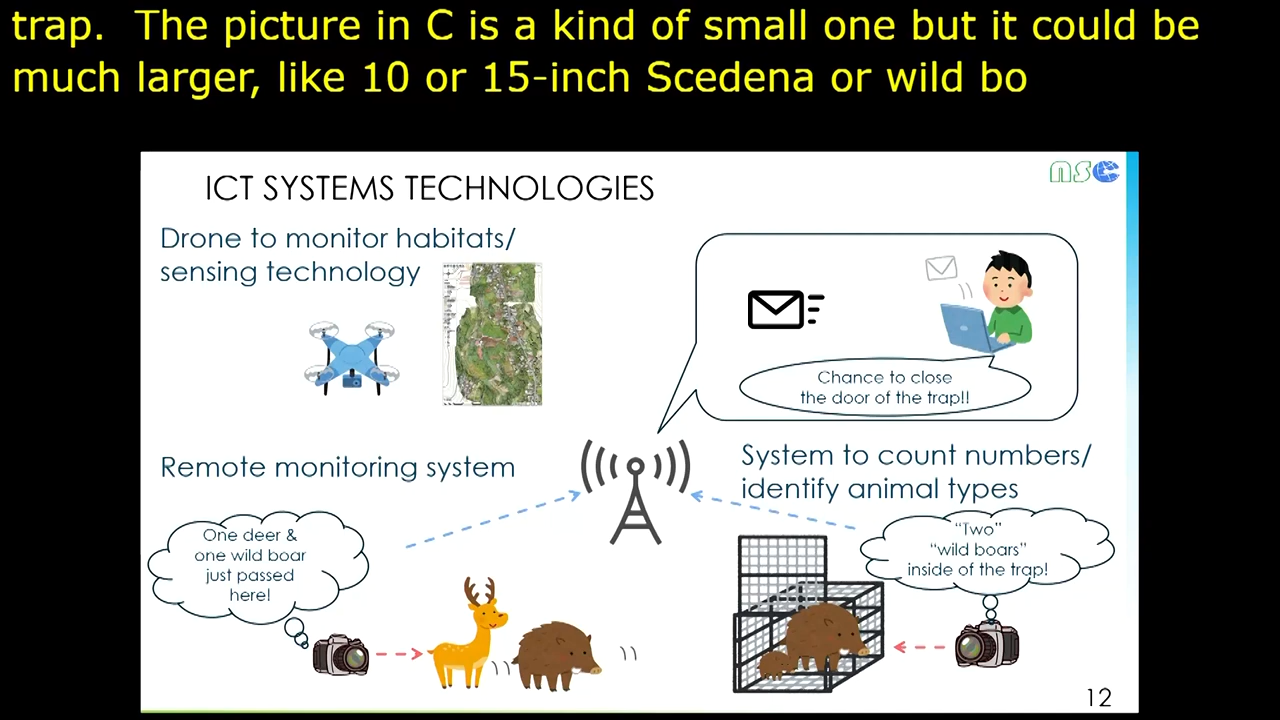 trap.  The picture in C is a kind of small one but it could be
much larger, like 10 or 15-inch Scedena or wild bo
ICT SYSTEMS TECHNOLOGIES
nsc
Drone to monitor habitats/
sensing technology
Chance to close
the door of the trap!!
Remote monitoring system
System to count numbers/
identify animal types
One deer &
one wild boar
just passed
here!
“Two”
“wild boars”
inside of the trap!
12